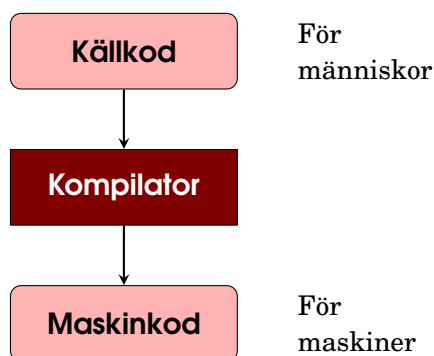 Källkod
För
människor
Kompilator
Maskinkod
För
maskiner